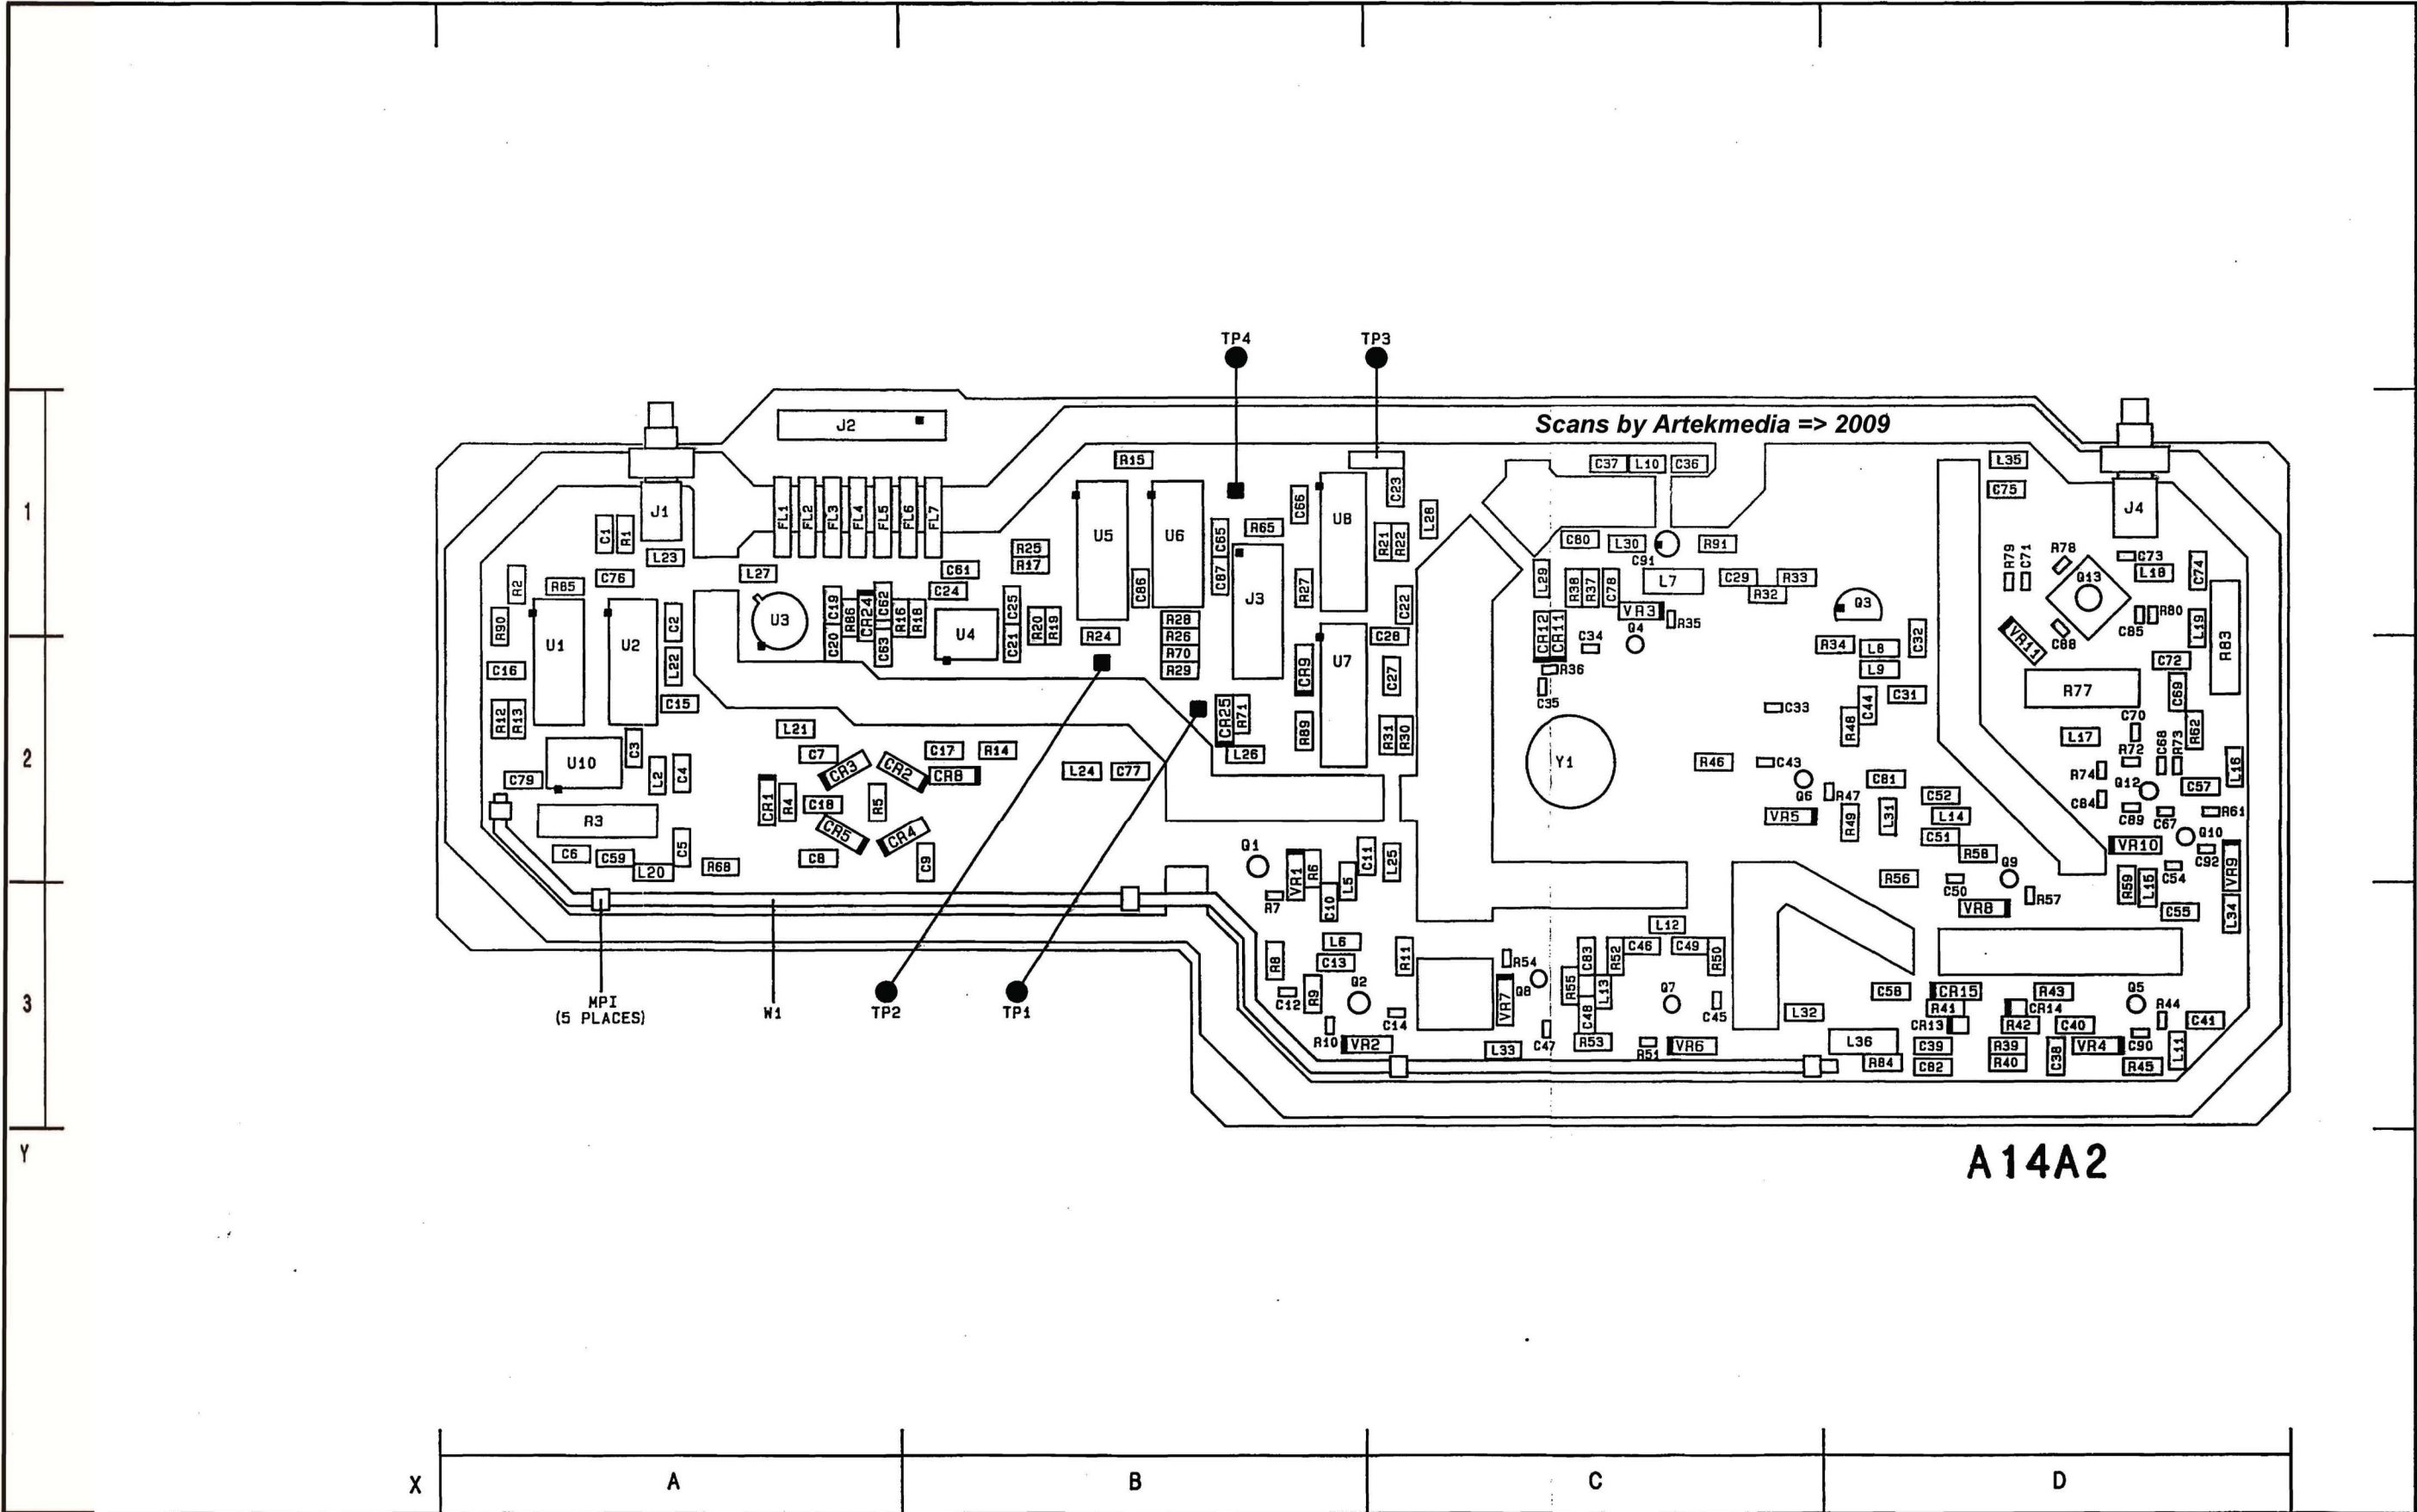 TP4 TP3
Scans by Artekmedia => 2009
J2
R15 C37 L10 C36 L35
C23 C75
1
J1 FL1 FL2 FL3 FL4 FL5 FL6 FL7 C66 U8 L28 J4
C1 R1 U5 U6 C65 R65 R21 R22 C80 L30 R91
L23 R25 R17 C91 R79 C71 R78 C73
R2 R85 C76 L27 C61 C24 C86 C87 J3 R27 L29 R38 R37 C78 L7 C29 R33 R32 Q13 L18 C74
R90 C2 U3 C19 R86 CR24 C62 R16 R18 C25 C22 VR3 R35 Q3 C85 R80 L19 R83
U1 U2 C20 C63 U4 C21 R20 R19 R24 R28 R26 R70 R29 U7 C28 CR12 CR11 C34 Q4 R34 L8 C32 VR11 C88
C16 L22 CR9 C27 R36 L9 C72
R12 R13 C15 CR25 R71 C35 C33 C44 C31 R77 C69
L21 R89 R31 R30 R48 C70 R62
2
U10 C3 C7 CR3 CR2 C17 R14 L26 L17 R72 C68 R73 L16
C79 L2 C4 CR8 L24 C77 Y1 R46 C43 R74 Q12 C57
CR1 R4 C18 R5 Q6 R47 C81 C52 C84
R3 CR5 CR4 VR5 R49 L31 L14 C89 C67 R61
C6 C59 C5 L20 R68 C8 C9 Q1 C11 L25 C51 R58 VR10 Q10 C92 VR9
VR1 R6 L5 R56 C50 Q9 C54
R7 C10 VR8 R57 R59 L15 C55 L34
L12
R8 L6 C13 R11 R54 C83 R52 C46 C49 R50
3
MPI
(5 PLACES)
W1 TP2 TP1
C12 R9 Q2 C14 VR7 Q8 R55 L13 C48 Q7 C45 L32 C58 CR15 R43 Q5 R44
R41 CR14
CR13 R42 C40 C41
R10 VR2 L33 C47 R53 R51 VR6 L36 C39 R39 C38 VR4 C90 L11
R84 C82 R40 R45
Y
A14A2
X A B C D